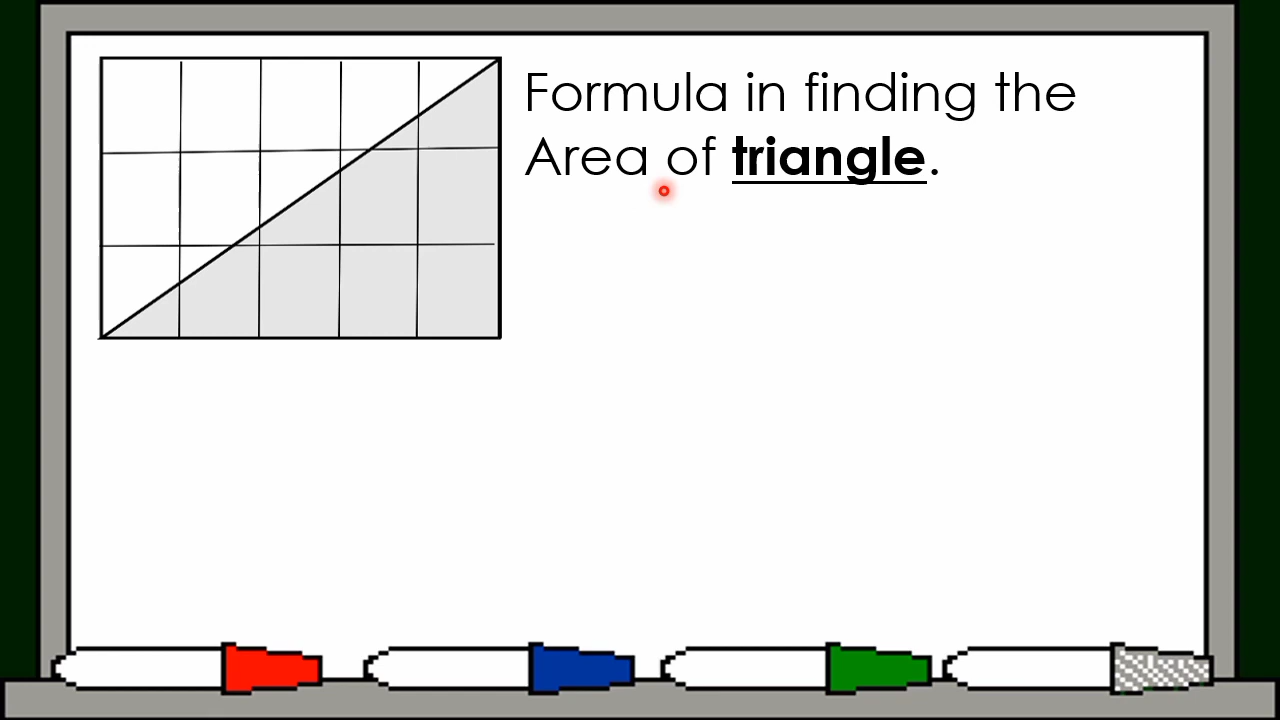 Formula in finding the
Area of triangle.